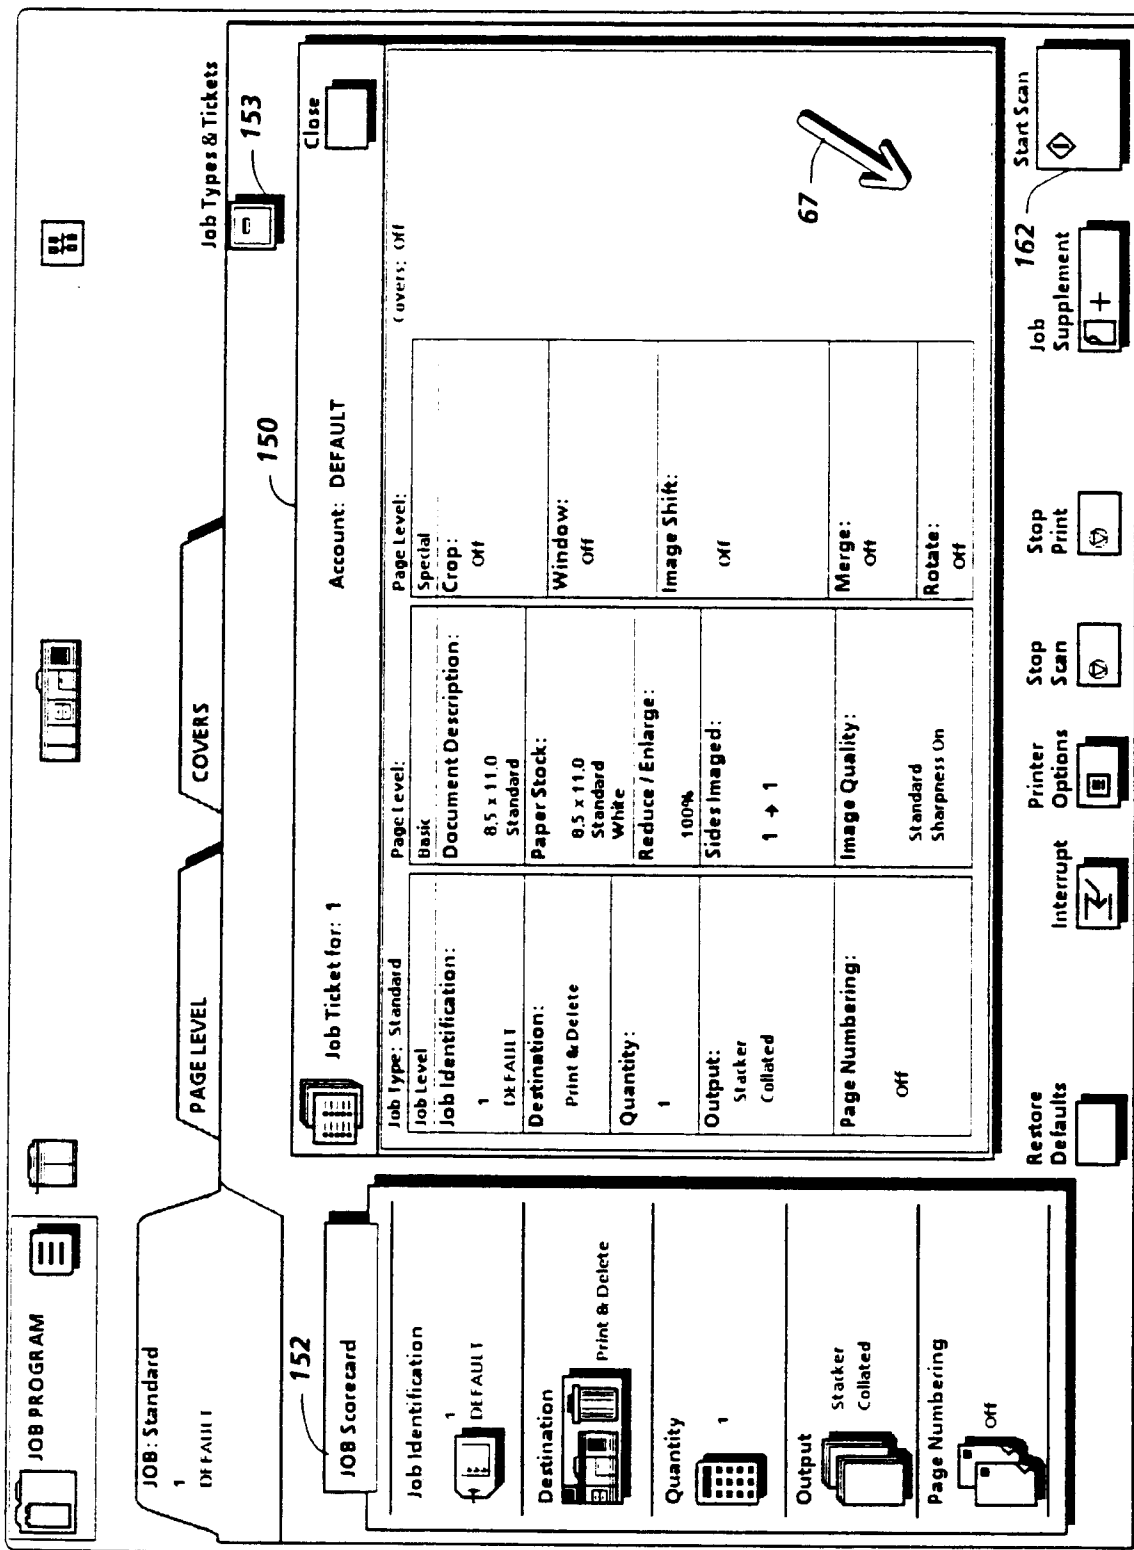 JOB PROGRAM
JOB: Standard
1
DEFAULT
PAGE LEVEL
COVERS
Job Types & Tickets
153
152
JOB Scorecard
Job Identification
1
DEFAULT
Destination
Print & Delete
Quantity
1
Output
Stacker
Collated
Page Numbering
Off
150
Job Ticket for: 1
Account: DEFAULT
Close
Job Type: Standard
Job Level
Job Identification:
1
DEFAULT
Destination:
Print & Delete
Quantity:
1
Output:
Stacker
Collated
Page Numbering:
Off
Page Level:
Basic
Document Description:
8.5 x 11.0
Standard
Paper Stock:
8.5 x 11.0
Standard
White
Reduce / Enlarge:
100%
Sides Imaged:
1 → 1
Image Quality:
Standard
Sharpness On
Page Level:
Special
Crop:
Off
Window:
Off
Image Shift:
Off
Merge:
Off
Rotate:
Off
Covers: Off
67
Restore
Defaults
Interrupt
Printer
Options
Stop
Scan
Stop
Print
Job
Supplement
162
Start Scan